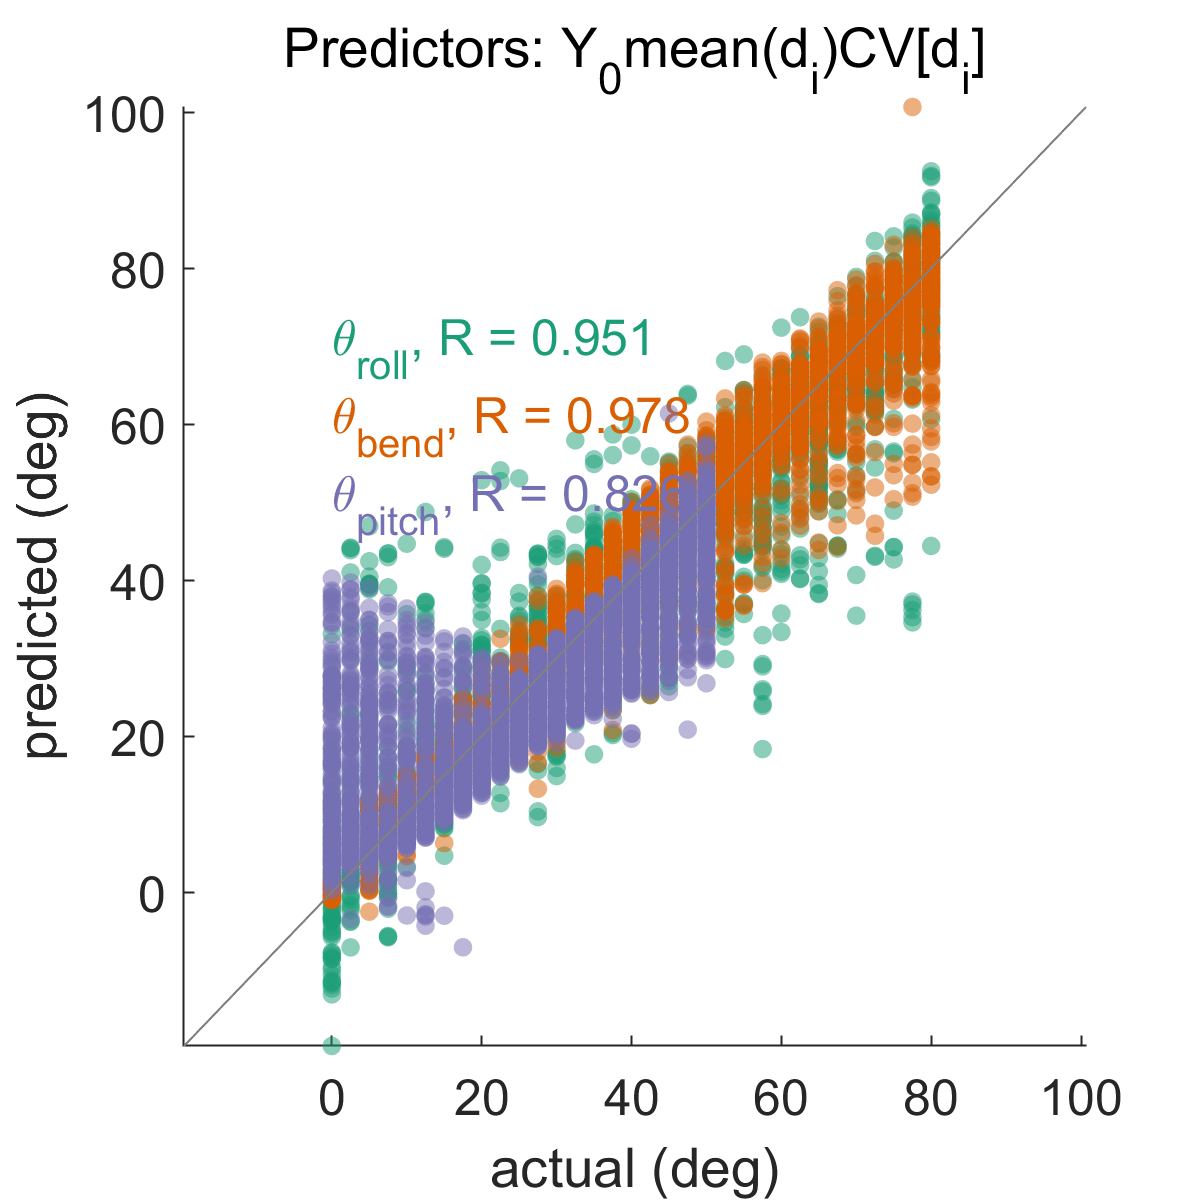 Predictors: Y₀mean(dᵢ)CV[dᵢ]
100
80
60
40
20
0
predicted (deg)
θroll, R = 0.951
θbend, R = 0.978
θpitch, R = 0.826
0 20 40 60 80 100
actual (deg)